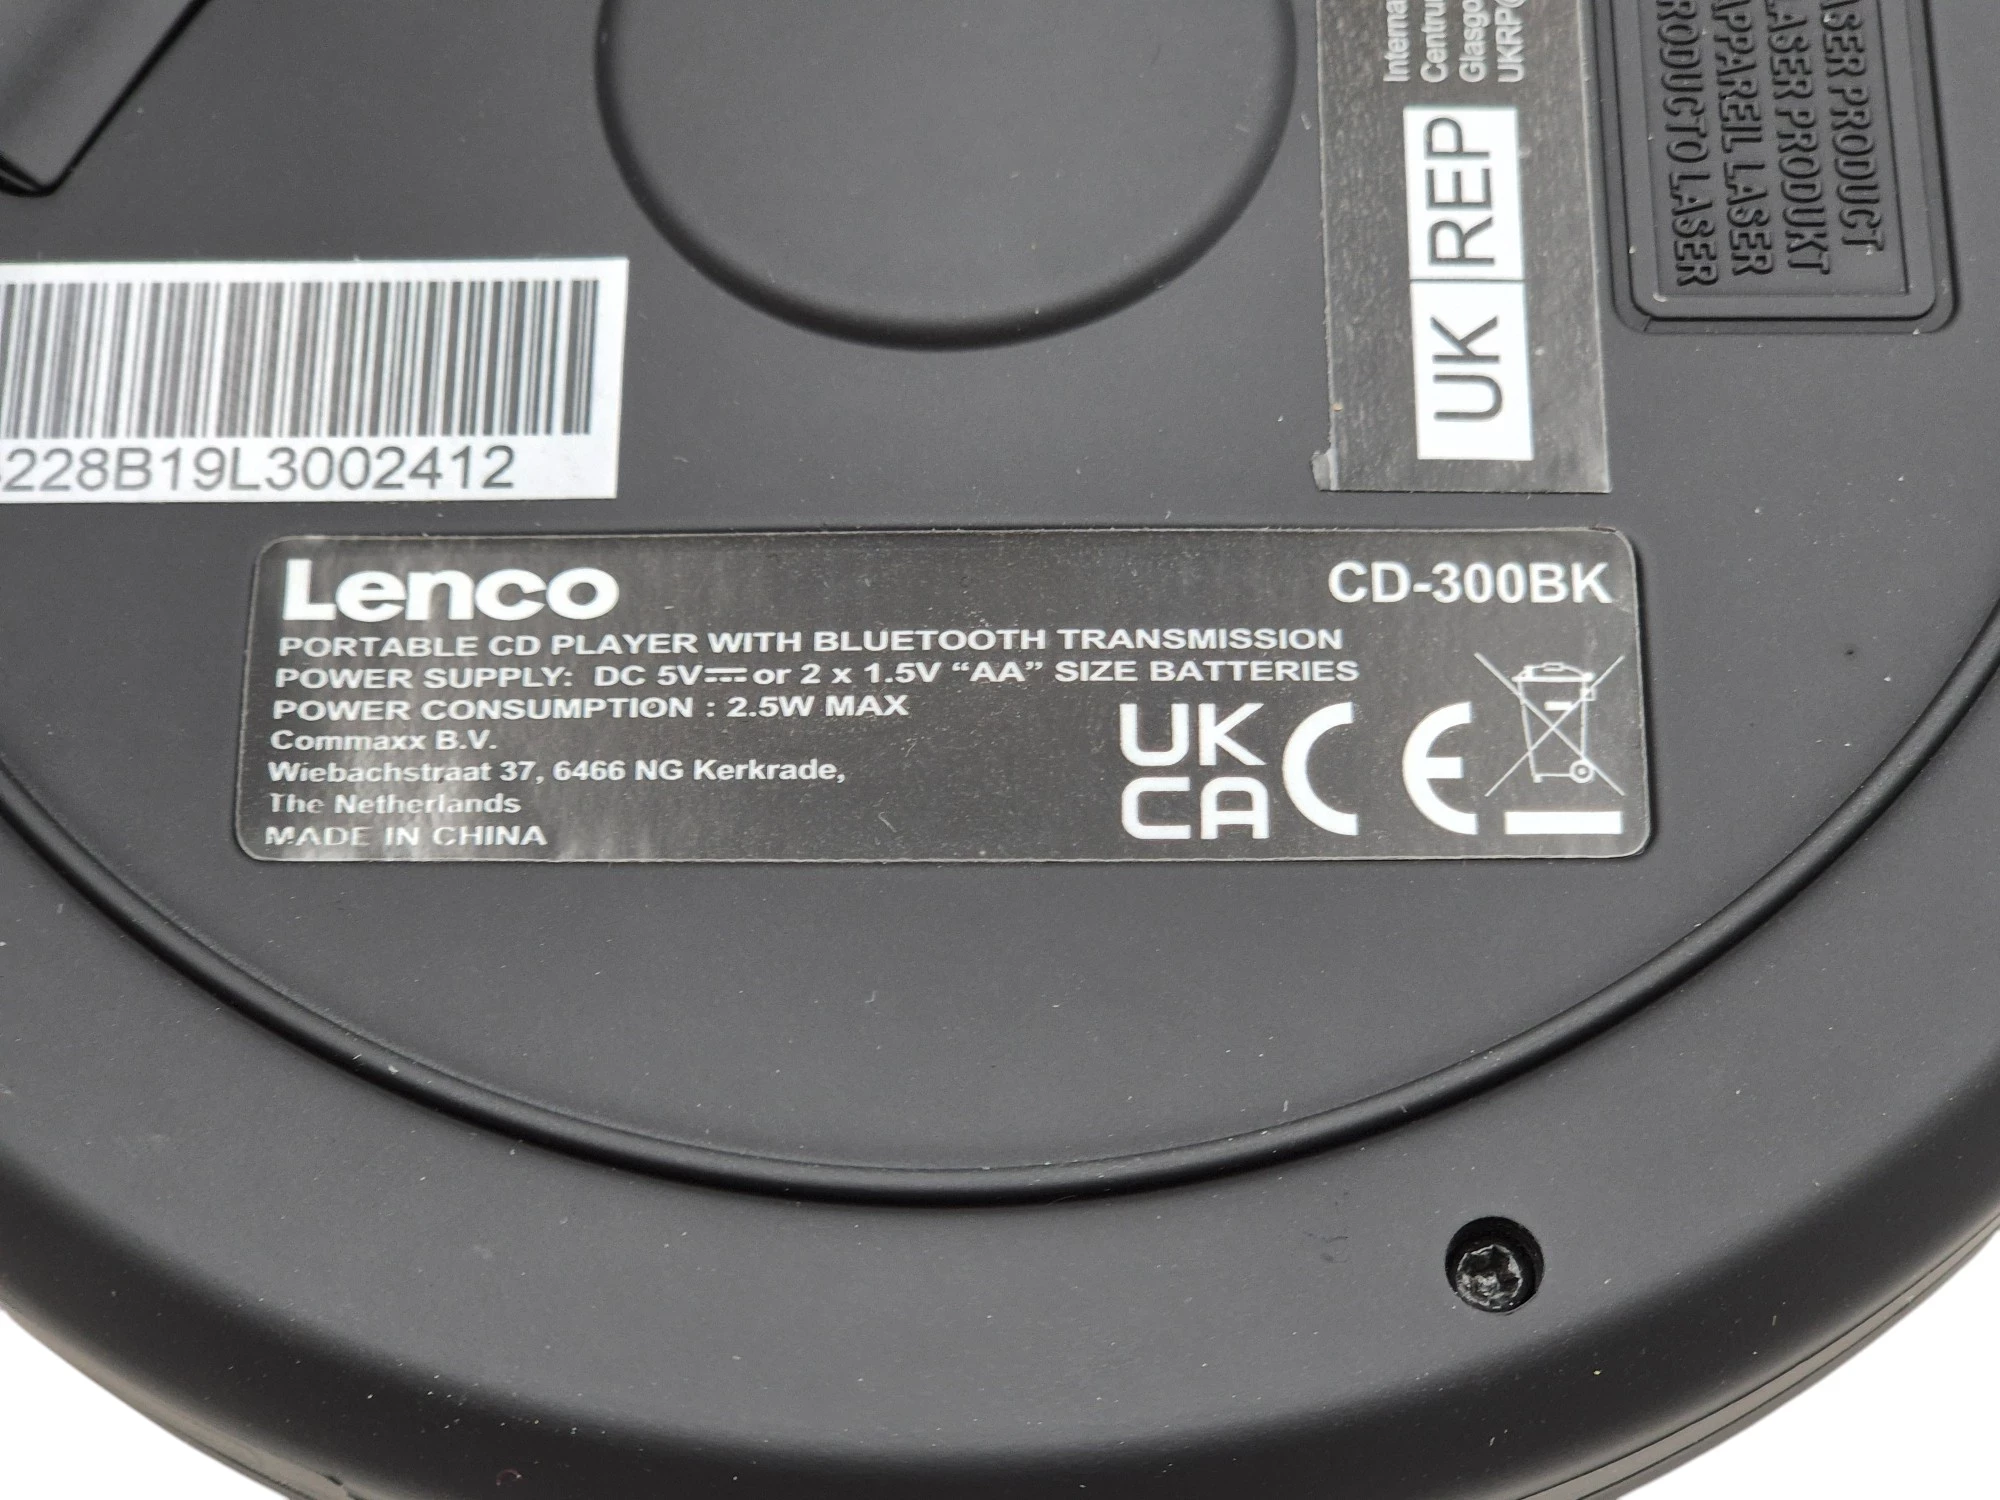 228B19L3002412
Lenco
CD-300BK
PORTABLE CD PLAYER WITH BLUETOOTH TRANSMISSION
POWER SUPPLY: DC 5V⎓or 2 x 1.5V “AA” SIZE BATTERIES
POWER CONSUMPTION : 2.5W MAX
Commaxx B.V.
Wiebachstraat 37, 6466 NG Kerkrade,
The Netherlands
MADE IN CHINA
UK
CA
CE
UK REP
LASER PRODUKT
APPAREIL LASER
PRODUCTO LASER